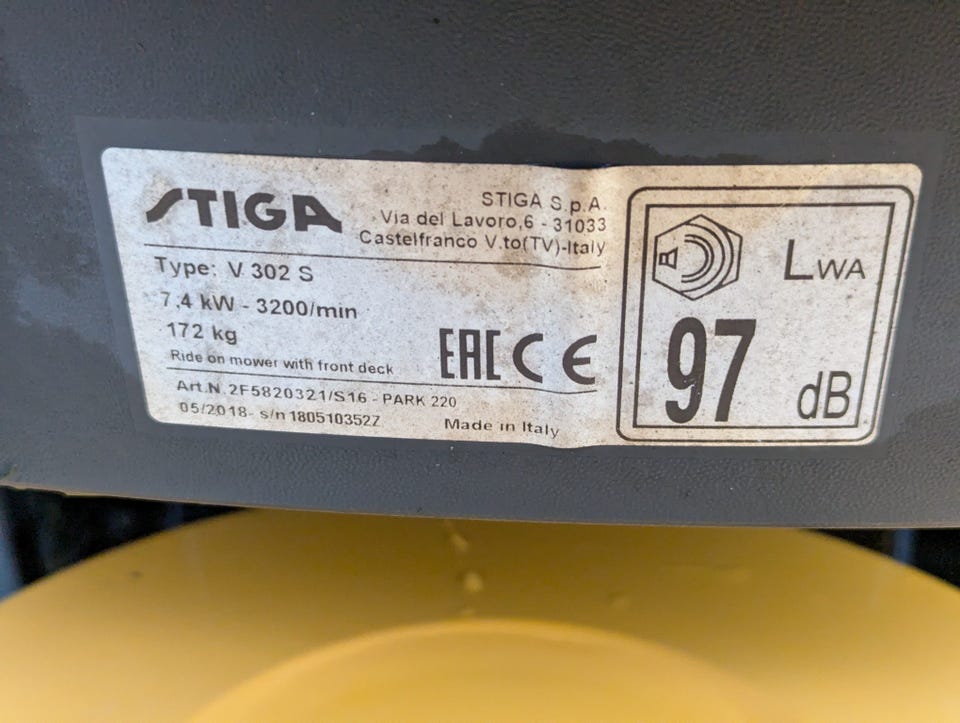 STIGA
STIGA S.p.A.
Via del Lavoro,6 - 31033
Castelfranco V.to(TV)-Italy
Type: V 302 S
7,4 kW - 3200/min
172 kg
Ride on mower with front deck
EAC CE
Art.N.2F5820321/S16 - PARK 220
05/2018- s/n 180510352Z
Made in Italy
LWA
97
dB